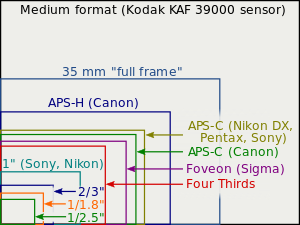 Medium format (Kodak KAF 39000 sensor)
35 mm "full frame"
APS-H (Canon)
APS-C (Nikon DX,
Pentax, Sony)
APS-C (Canon)
1" (Sony, Nikon)
Foveon (Sigma)
Four Thirds
2/3"
1/1.8"
1/2.5"